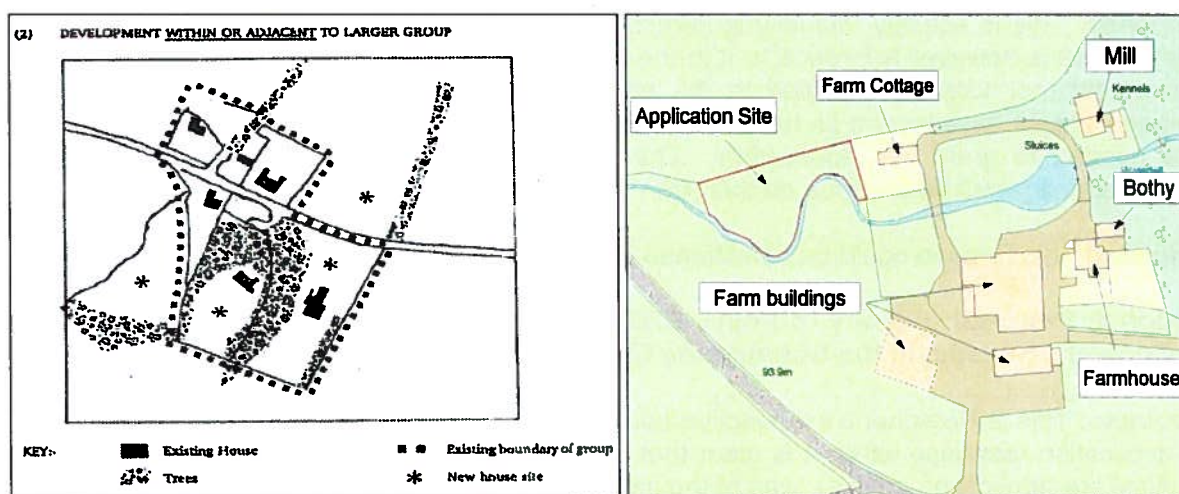 (2) DEVELOPMENT WITHIN OR ADJACENT TO LARGER GROUP
KEY:-
Existing House
Existing boundary of group
Trees
New house site
Mill
Kennels
Farm Cottage
Application Site
Sluices
Bothy
Farm buildings
93.9m
Farmhouse